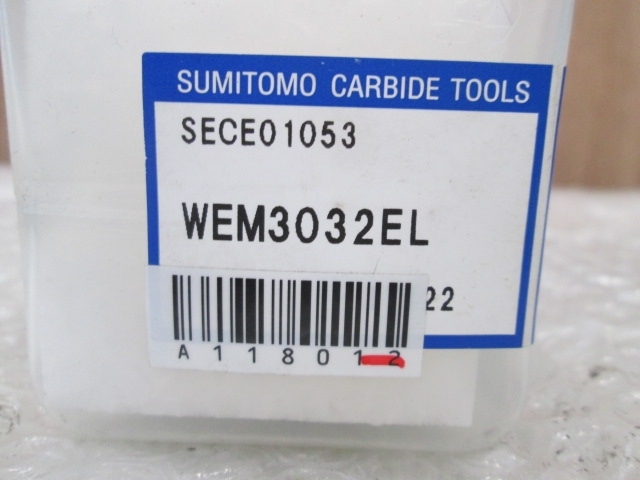 SUMITOMO CARBIDE TOOLS
SECE01053
WEM3032EL
22
A118012